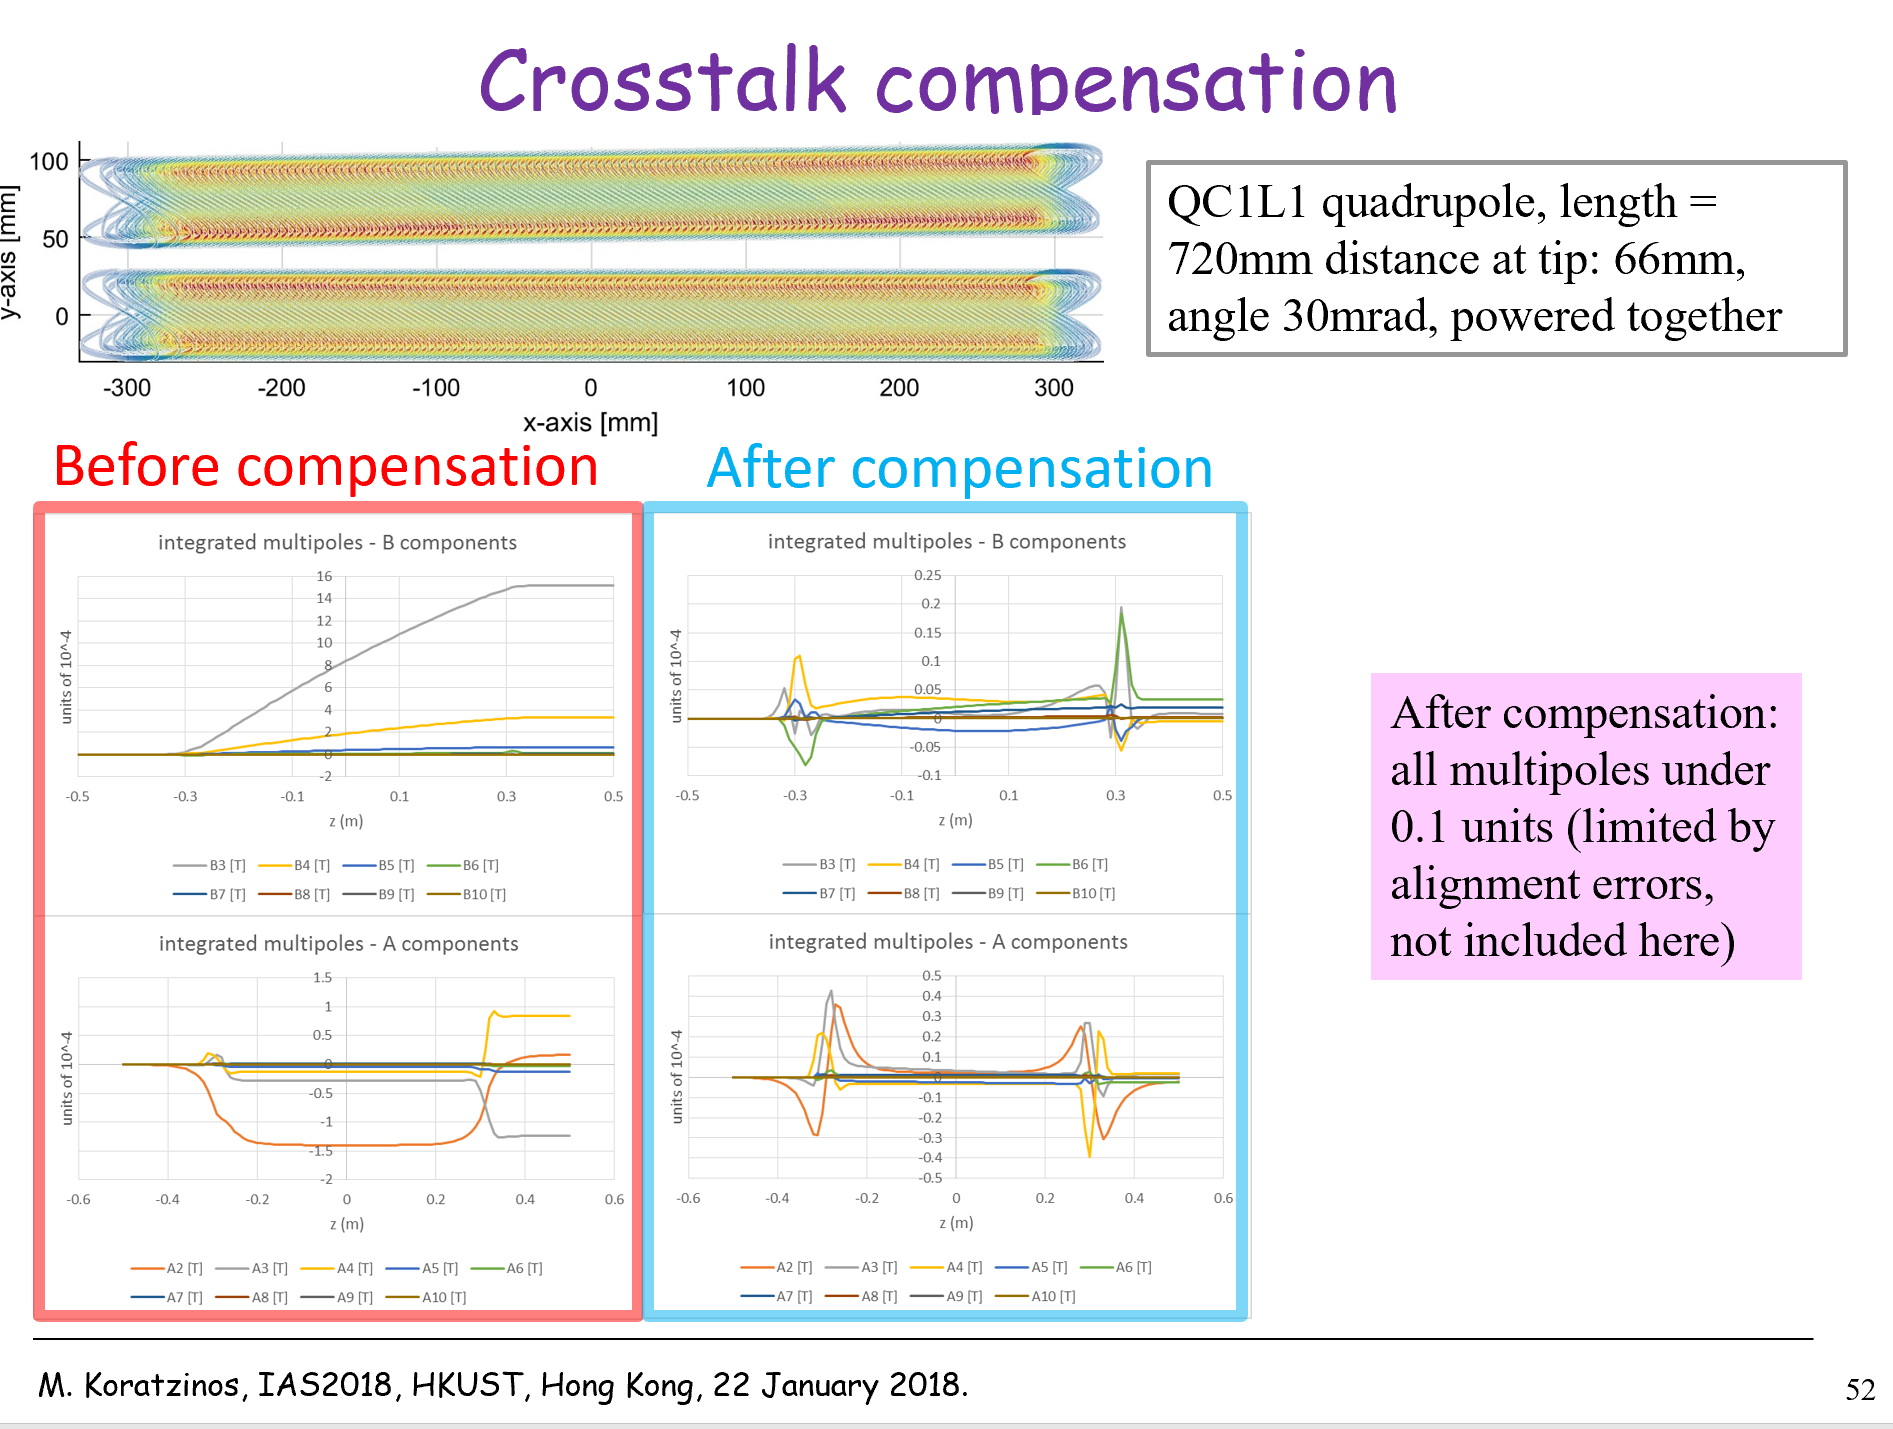 Crosstalk compensation
100
50
0
y-axis [mm]
-300 -200 -100 0 100 200 300
x-axis [mm]
QC1L1 quadrupole, length =
720mm distance at tip: 66mm,
angle 30mrad, powered together
Before compensation
After compensation
integrated multipoles - B components
units of 10^-4
16
14
12
10
8
6
4
2
0
-2
-0.5 -0.3 -0.1 0.1 0.3 0.5
z (m)
B3 [T] B4 [T] B5 [T] B6 [T]
B7 [T] B8 [T] B9 [T] B10 [T]
integrated multipoles - B components
units of 10^-4
0.25
0.2
0.15
0.1
0.05
0
-0.05
-0.1
-0.5 -0.3 -0.1 0.1 0.3 0.5
z (m)
B3 [T] B4 [T] B5 [T] B6 [T]
B7 [T] B8 [T] B9 [T] B10 [T]
integrated multipoles - A components
units of 10^-4
1.5
1
0.5
0
-0.5
-1
-1.5
-2
-0.6 -0.4 -0.2 0 0.2 0.4 0.6
z (m)
A2 [T] A3 [T] A4 [T] A5 [T] A6 [T]
A7 [T] A8 [T] A9 [T] A10 [T]
integrated multipoles - A components
units of 10^-4
0.5
0.4
0.3
0.2
0.1
0
-0.1
-0.2
-0.3
-0.4
-0.5
-0.6 -0.4 -0.2 0 0.2 0.4 0.6
z (m)
A2 [T] A3 [T] A4 [T] A5 [T] A6 [T]
A7 [T] A8 [T] A9 [T] A10 [T]
After compensation:
all multipoles under
0.1 units (limited by
alignment errors,
not included here)
M. Koratzinos, IAS2018, HKUST, Hong Kong, 22 January 2018.
52